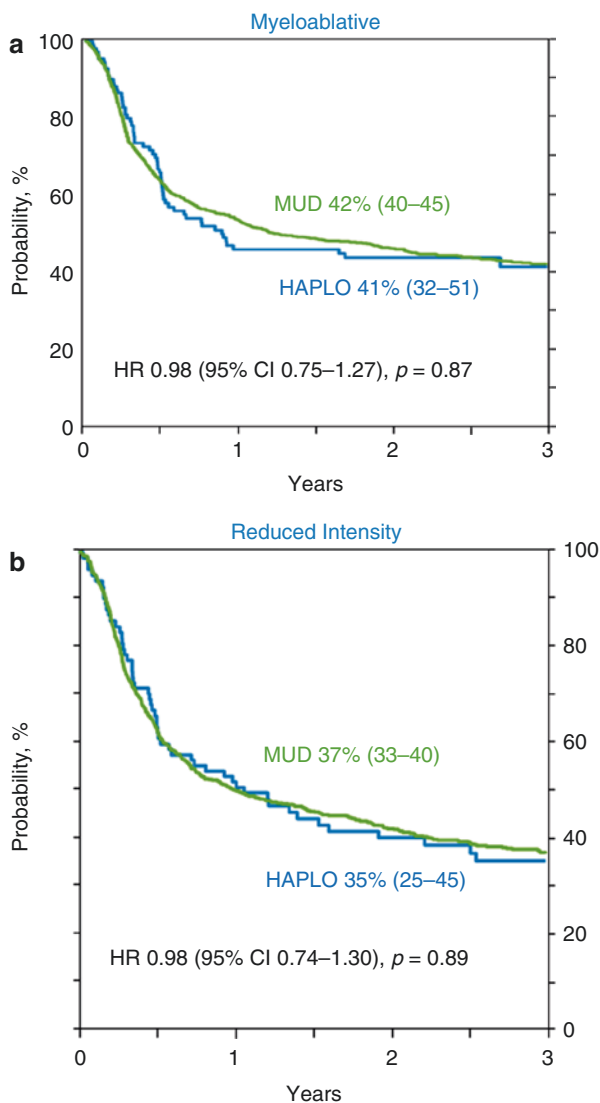 a
Myeloablative
100
80
60
40
20
0
Probability, %
MUD 42% (40–45)
HAPLO 41% (32–51)
HR 0.98 (95% CI 0.75–1.27), p = 0.87
0 1 2 3
Years
b
Reduced Intensity
100
80
60
40
20
0
Probability, %
MUD 37% (33–40)
HAPLO 35% (25–45)
HR 0.98 (95% CI 0.74–1.30), p = 0.89
0 1 2 3
Years